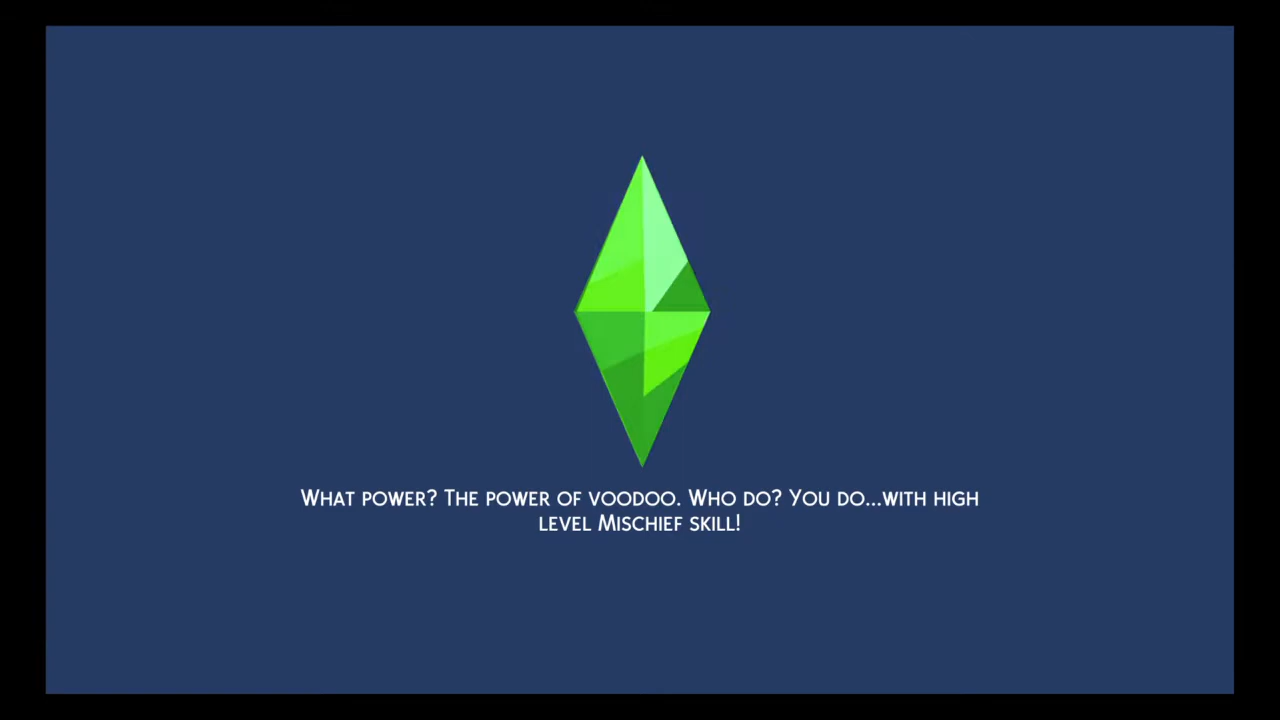 What power? The power of voodoo. Who do? You do...with high
level Mischief skill!